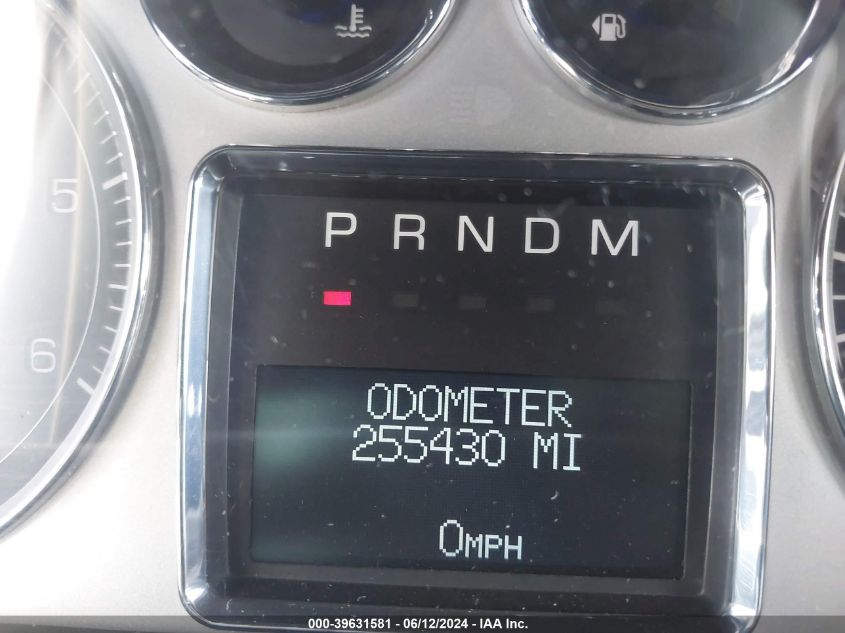 5
6
P R N D M
ODOMETER
255430 MI
0MPH
000-39631581 - 06/12/2024 - IAA Inc.